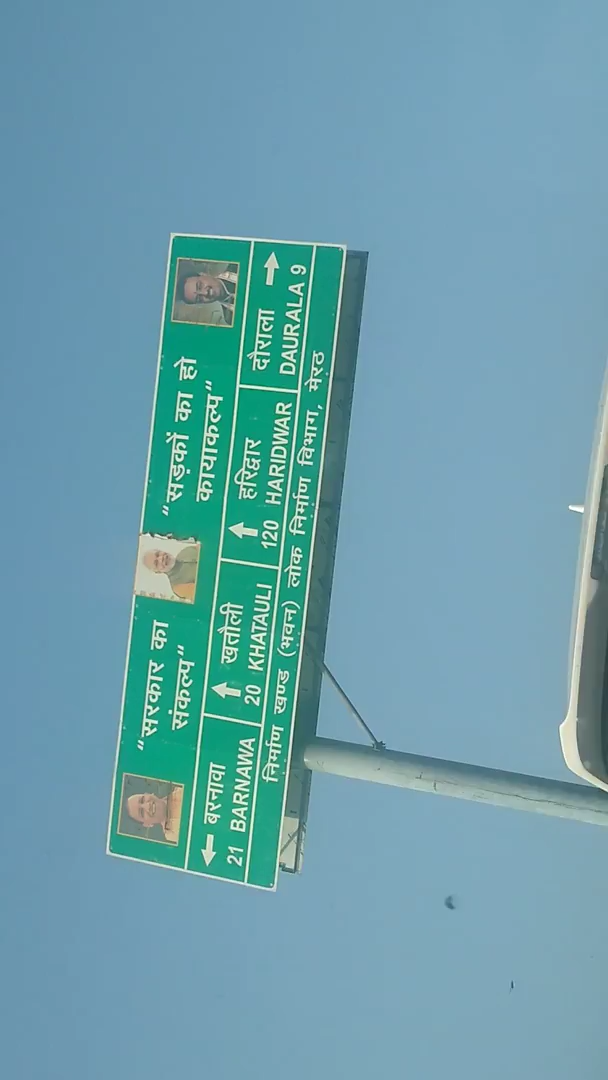 "सरकार का
संकल्प"
"सड़कों का हो
कायाकल्प"
← बरनावा
21 BARNAWA
↑ खतौली
20 KHATAULI
↑ हरिद्वार
120 HARIDWAR
दौराला →
DAURALA 9
निर्माण खण्ड (भवन) लोक निर्माण विभाग, मेरठ